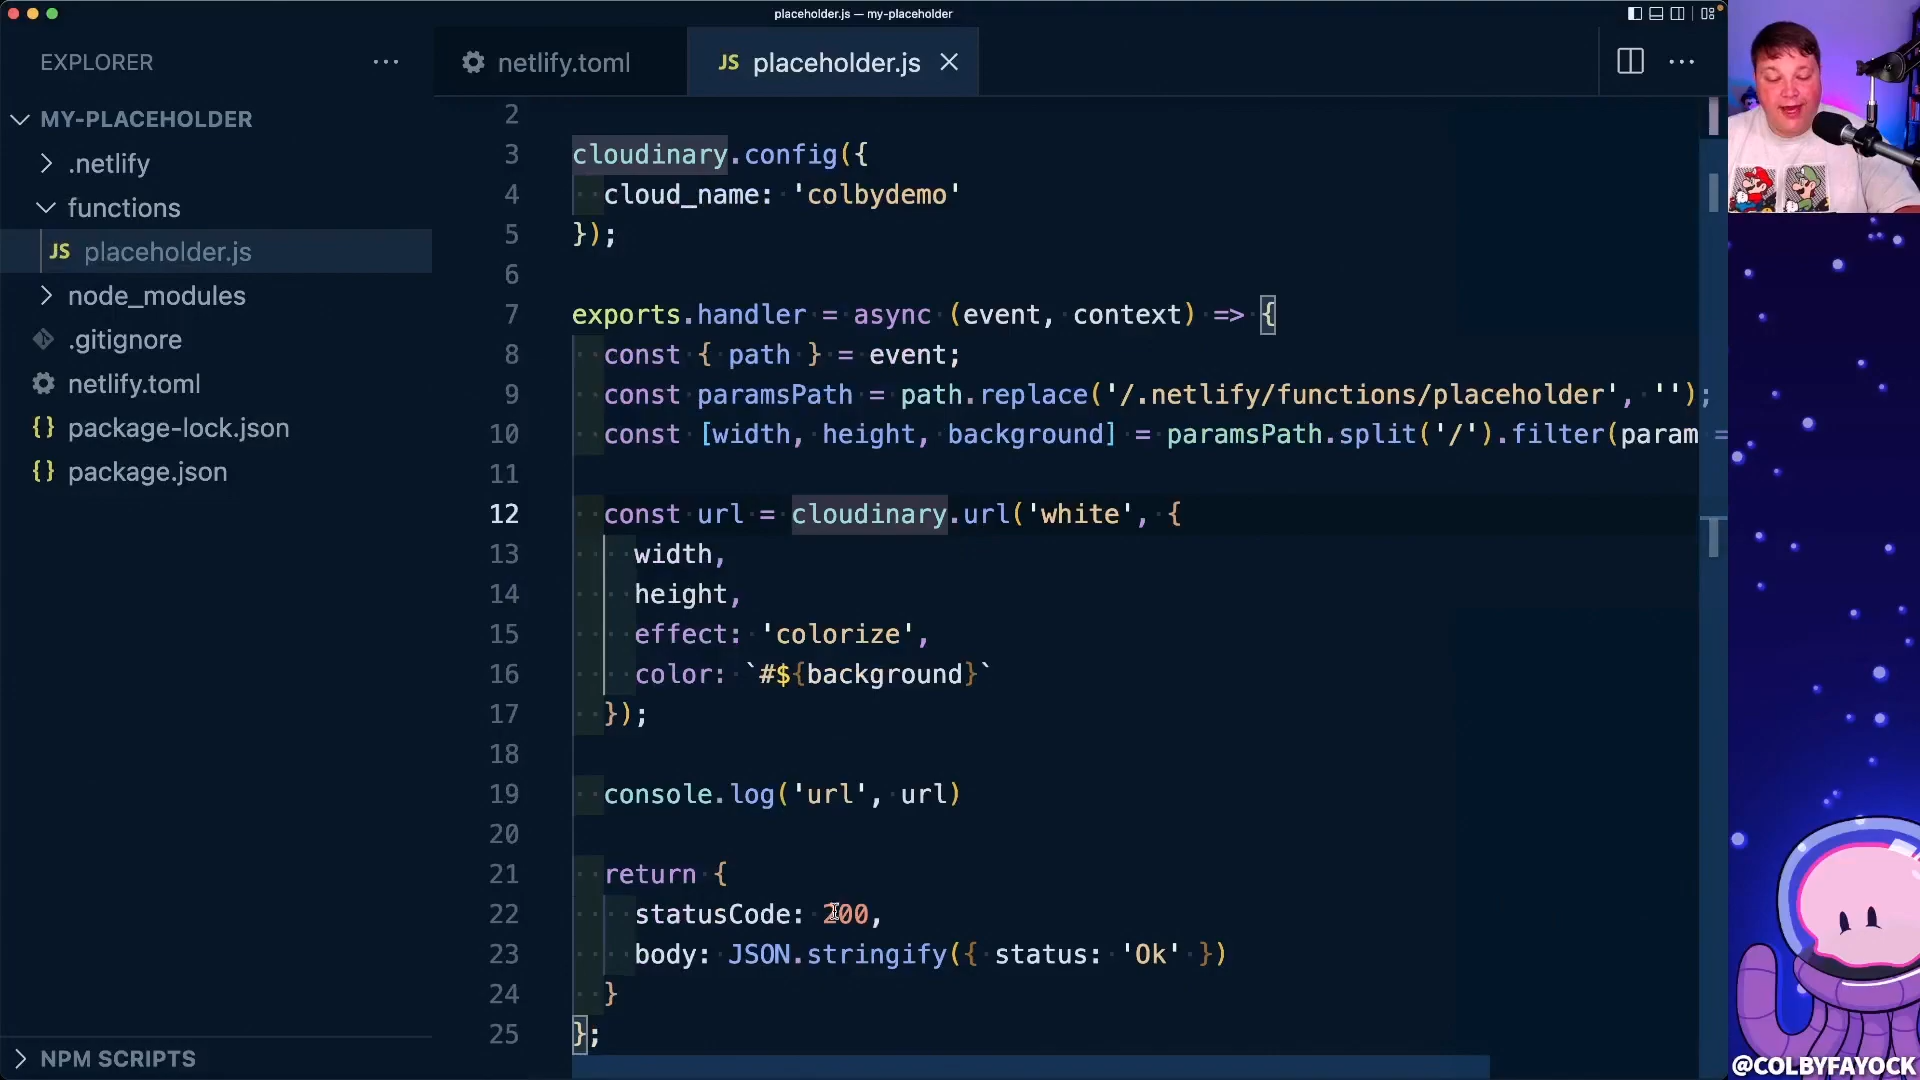 placeholder.js — my-placeholder
EXPLORER
netlify.toml
JS placeholder.js
MY-PLACEHOLDER
.netlify
functions
JS placeholder.js
node_modules
.gitignore
netlify.toml
{} package-lock.json
{} package.json
NPM SCRIPTS
2
3 cloudinary.config({
4 cloud_name: 'colbydemo'
5 });
6
7 exports.handler = async (event, context) => {
8 const { path } = event;
9 const paramsPath = path.replace('/.netlify/functions/placeholder', '');
10 const [width, height, background] = paramsPath.split('/').filter(param =
11
12 const url = cloudinary.url('white', {
13 width,
14 height,
15 effect: 'colorize',
16 color: `#${background}`
17 });
18
19 console.log('url', url)
20
21 return {
22 statusCode: 200,
23 body: JSON.stringify({ status: 'Ok' })
24 }
25 };
@COLBYFAYOCK